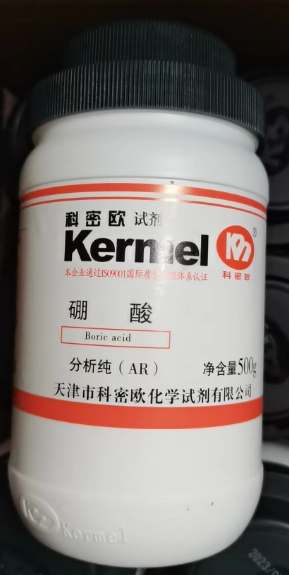 科密欧 试剂
Kermel
科密欧
本企业通过ISO9001国际质量体系认证
硼 酸
Boric acid
分析纯(AR)
净含量500g
天津市科密欧化学试剂有限公司
Kermel